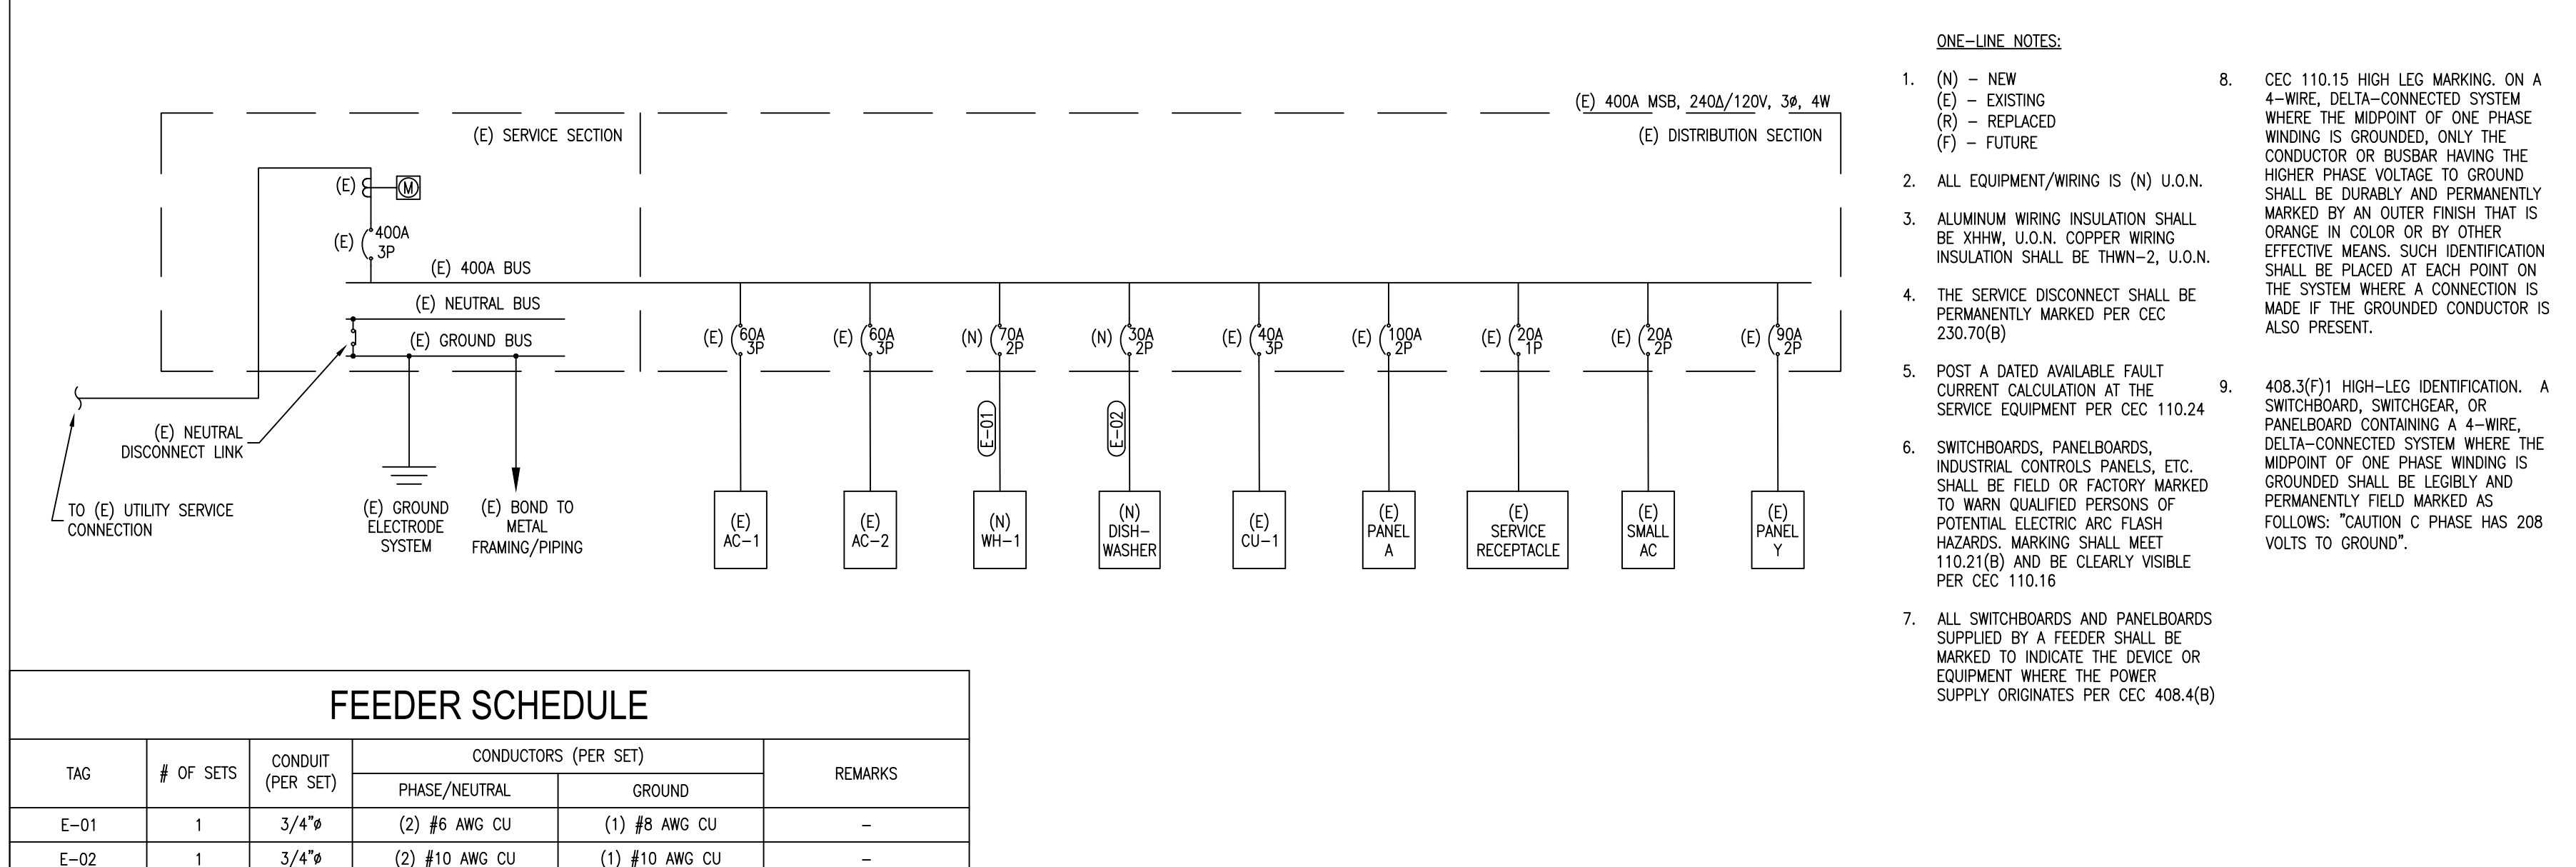 (E) 400A MSB, 240Δ/120V, 3ø, 4W
(E) SERVICE SECTION
(E) DISTRIBUTION SECTION
(E)
M
(E)
400A
3P
(E) 400A BUS
(E) NEUTRAL BUS
(E) GROUND BUS
(E) 60A
3P
(E) 60A
3P
(N) 70A
2P
(N) 30A
2P
(E) 40A
3P
(E) 100A
2P
(E) 20A
1P
(E) 20A
2P
(E) 90A
2P
E-01
E-02
(E) NEUTRAL
DISCONNECT LINK
TO (E) UTILITY SERVICE
CONNECTION
(E) GROUND
ELECTRODE
SYSTEM
(E) BOND TO
METAL
FRAMING/PIPING
(E)
AC-1
(E)
AC-2
(N)
WH-1
(N)
DISH-
WASHER
(E)
CU-1
(E)
PANEL
A
(E)
SERVICE
RECEPTACLE
(E)
SMALL
AC
(E)
PANEL
Y
ONE-LINE NOTES:
1. (N) - NEW
(E) - EXISTING
(R) - REPLACED
(F) - FUTURE
2. ALL EQUIPMENT/WIRING IS (N) U.O.N.
3. ALUMINUM WIRING INSULATION SHALL
BE XHHW, U.O.N. COPPER WIRING
INSULATION SHALL BE THWN-2, U.O.N.
4. THE SERVICE DISCONNECT SHALL BE
PERMANENTLY MARKED PER CEC
230.70(B)
5. POST A DATED AVAILABLE FAULT
CURRENT CALCULATION AT THE
SERVICE EQUIPMENT PER CEC 110.24
6. SWITCHBOARDS, PANELBOARDS,
INDUSTRIAL CONTROLS PANELS, ETC.
SHALL BE FIELD OR FACTORY MARKED
TO WARN QUALIFIED PERSONS OF
POTENTIAL ELECTRIC ARC FLASH
HAZARDS. MARKING SHALL MEET
110.21(B) AND BE CLEARLY VISIBLE
PER CEC 110.16
7. ALL SWITCHBOARDS AND PANELBOARDS
SUPPLIED BY A FEEDER SHALL BE
MARKED TO INDICATE THE DEVICE OR
EQUIPMENT WHERE THE POWER
SUPPLY ORIGINATES PER CEC 408.4(B)
8. CEC 110.15 HIGH LEG MARKING. ON A
4-WIRE, DELTA-CONNECTED SYSTEM
WHERE THE MIDPOINT OF ONE PHASE
WINDING IS GROUNDED, ONLY THE
CONDUCTOR OR BUSBAR HAVING THE
HIGHER PHASE VOLTAGE TO GROUND
SHALL BE DURABLY AND PERMANENTLY
MARKED BY AN OUTER FINISH THAT IS
ORANGE IN COLOR OR BY OTHER
EFFECTIVE MEANS. SUCH IDENTIFICATION
SHALL BE PLACED AT EACH POINT ON
THE SYSTEM WHERE A CONNECTION IS
MADE IF THE GROUNDED CONDUCTOR IS
ALSO PRESENT.
9. 408.3(F)1 HIGH-LEG IDENTIFICATION. A
SWITCHBOARD, SWITCHGEAR, OR
PANELBOARD CONTAINING A 4-WIRE,
DELTA-CONNECTED SYSTEM WHERE THE
MIDPOINT OF ONE PHASE WINDING IS
GROUNDED SHALL BE LEGIBLY AND
PERMANENTLY FIELD MARKED AS
FOLLOWS: "CAUTION C PHASE HAS 208
VOLTS TO GROUND".
FEEDER SCHEDULE
TAG
# OF SETS
CONDUIT
(PER SET)
CONDUCTORS (PER SET)
PHASE/NEUTRAL
GROUND
REMARKS
E-01 1 3/4"ø (2) #6 AWG CU (1) #8 AWG CU -
E-02 1 3/4"ø (2) #10 AWG CU (1) #10 AWG CU -